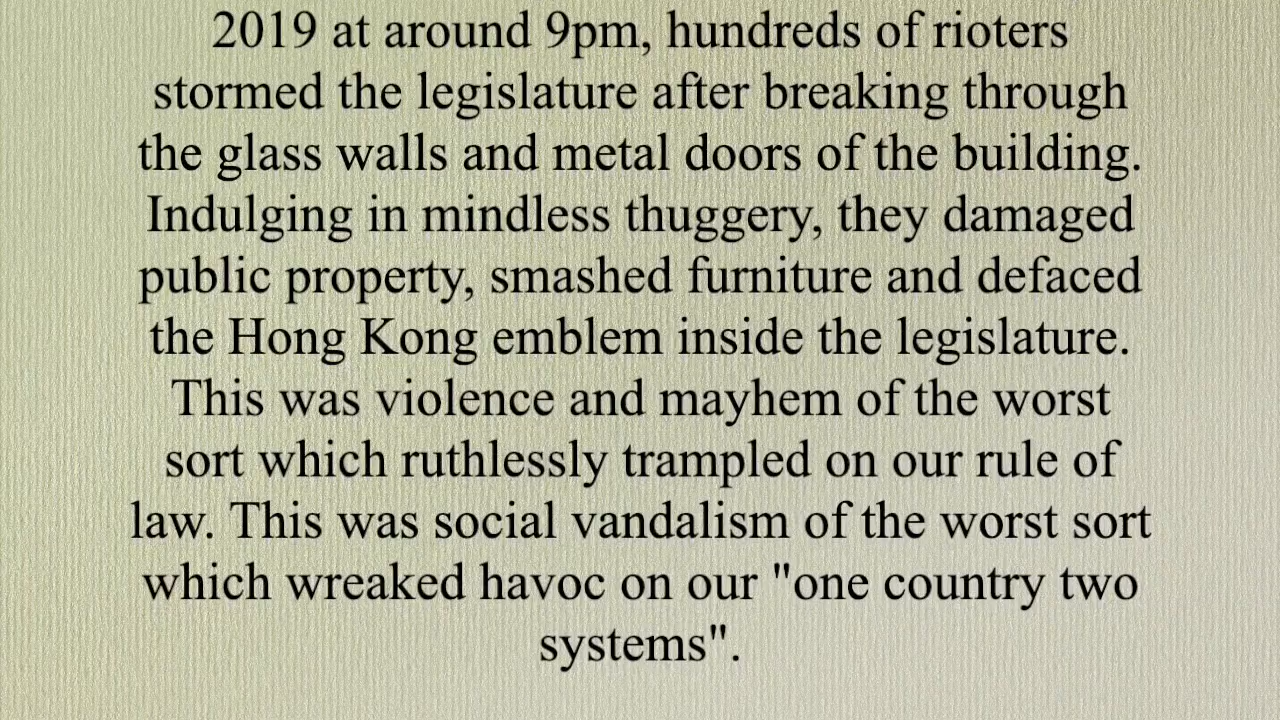 2019 at around 9pm, hundreds of rioters
stormed the legislature after breaking through
the glass walls and metal doors of the building.
Indulging in mindless thuggery, they damaged
public property, smashed furniture and defaced
the Hong Kong emblem inside the legislature.
This was violence and mayhem of the worst
sort which ruthlessly trampled on our rule of
law. This was social vandalism of the worst sort
which wreaked havoc on our "one country two
systems".